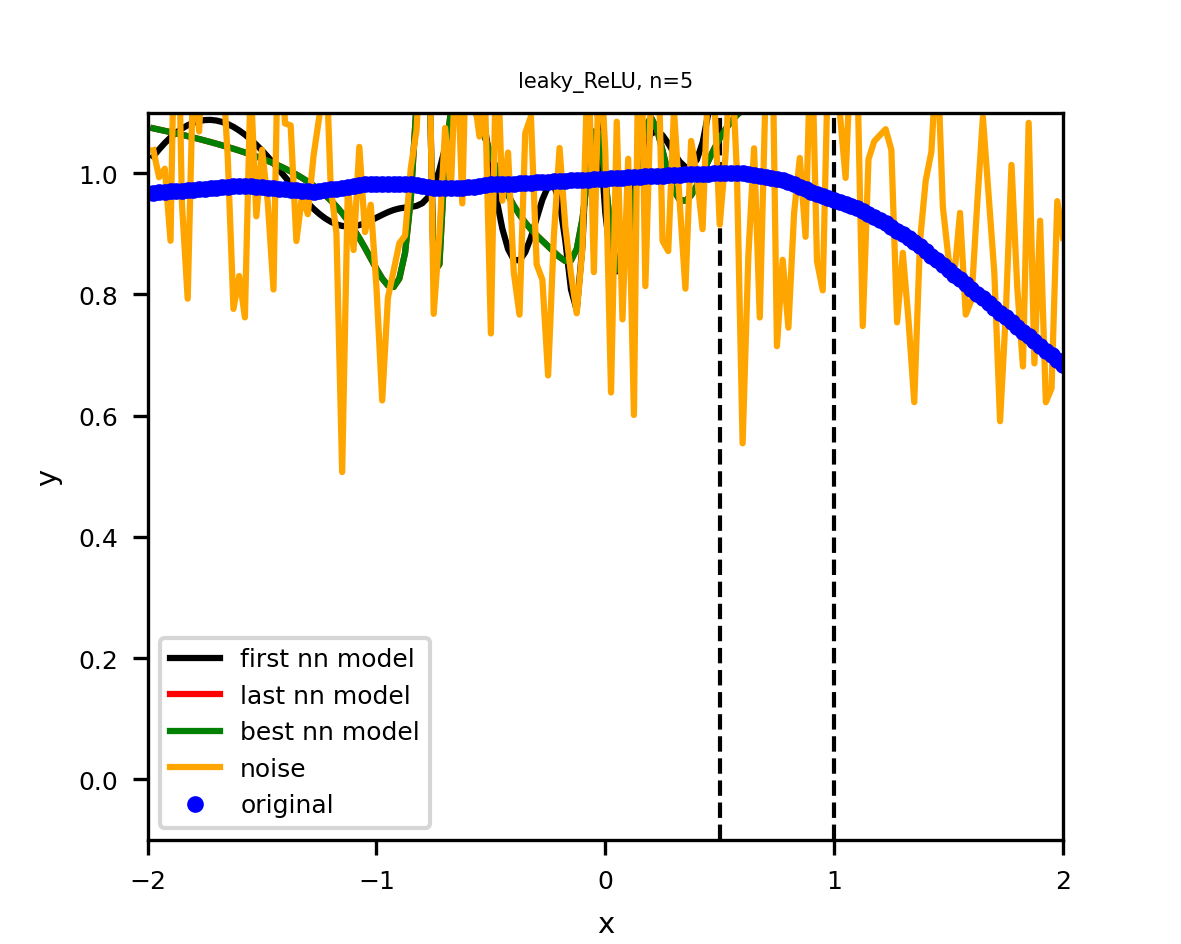 leaky_ReLU, n=5
y
1.0
0.8
0.6
0.4
0.2
0.0
first nn model
last nn model
best nn model
noise
original
−2
−1
0
1
2
x